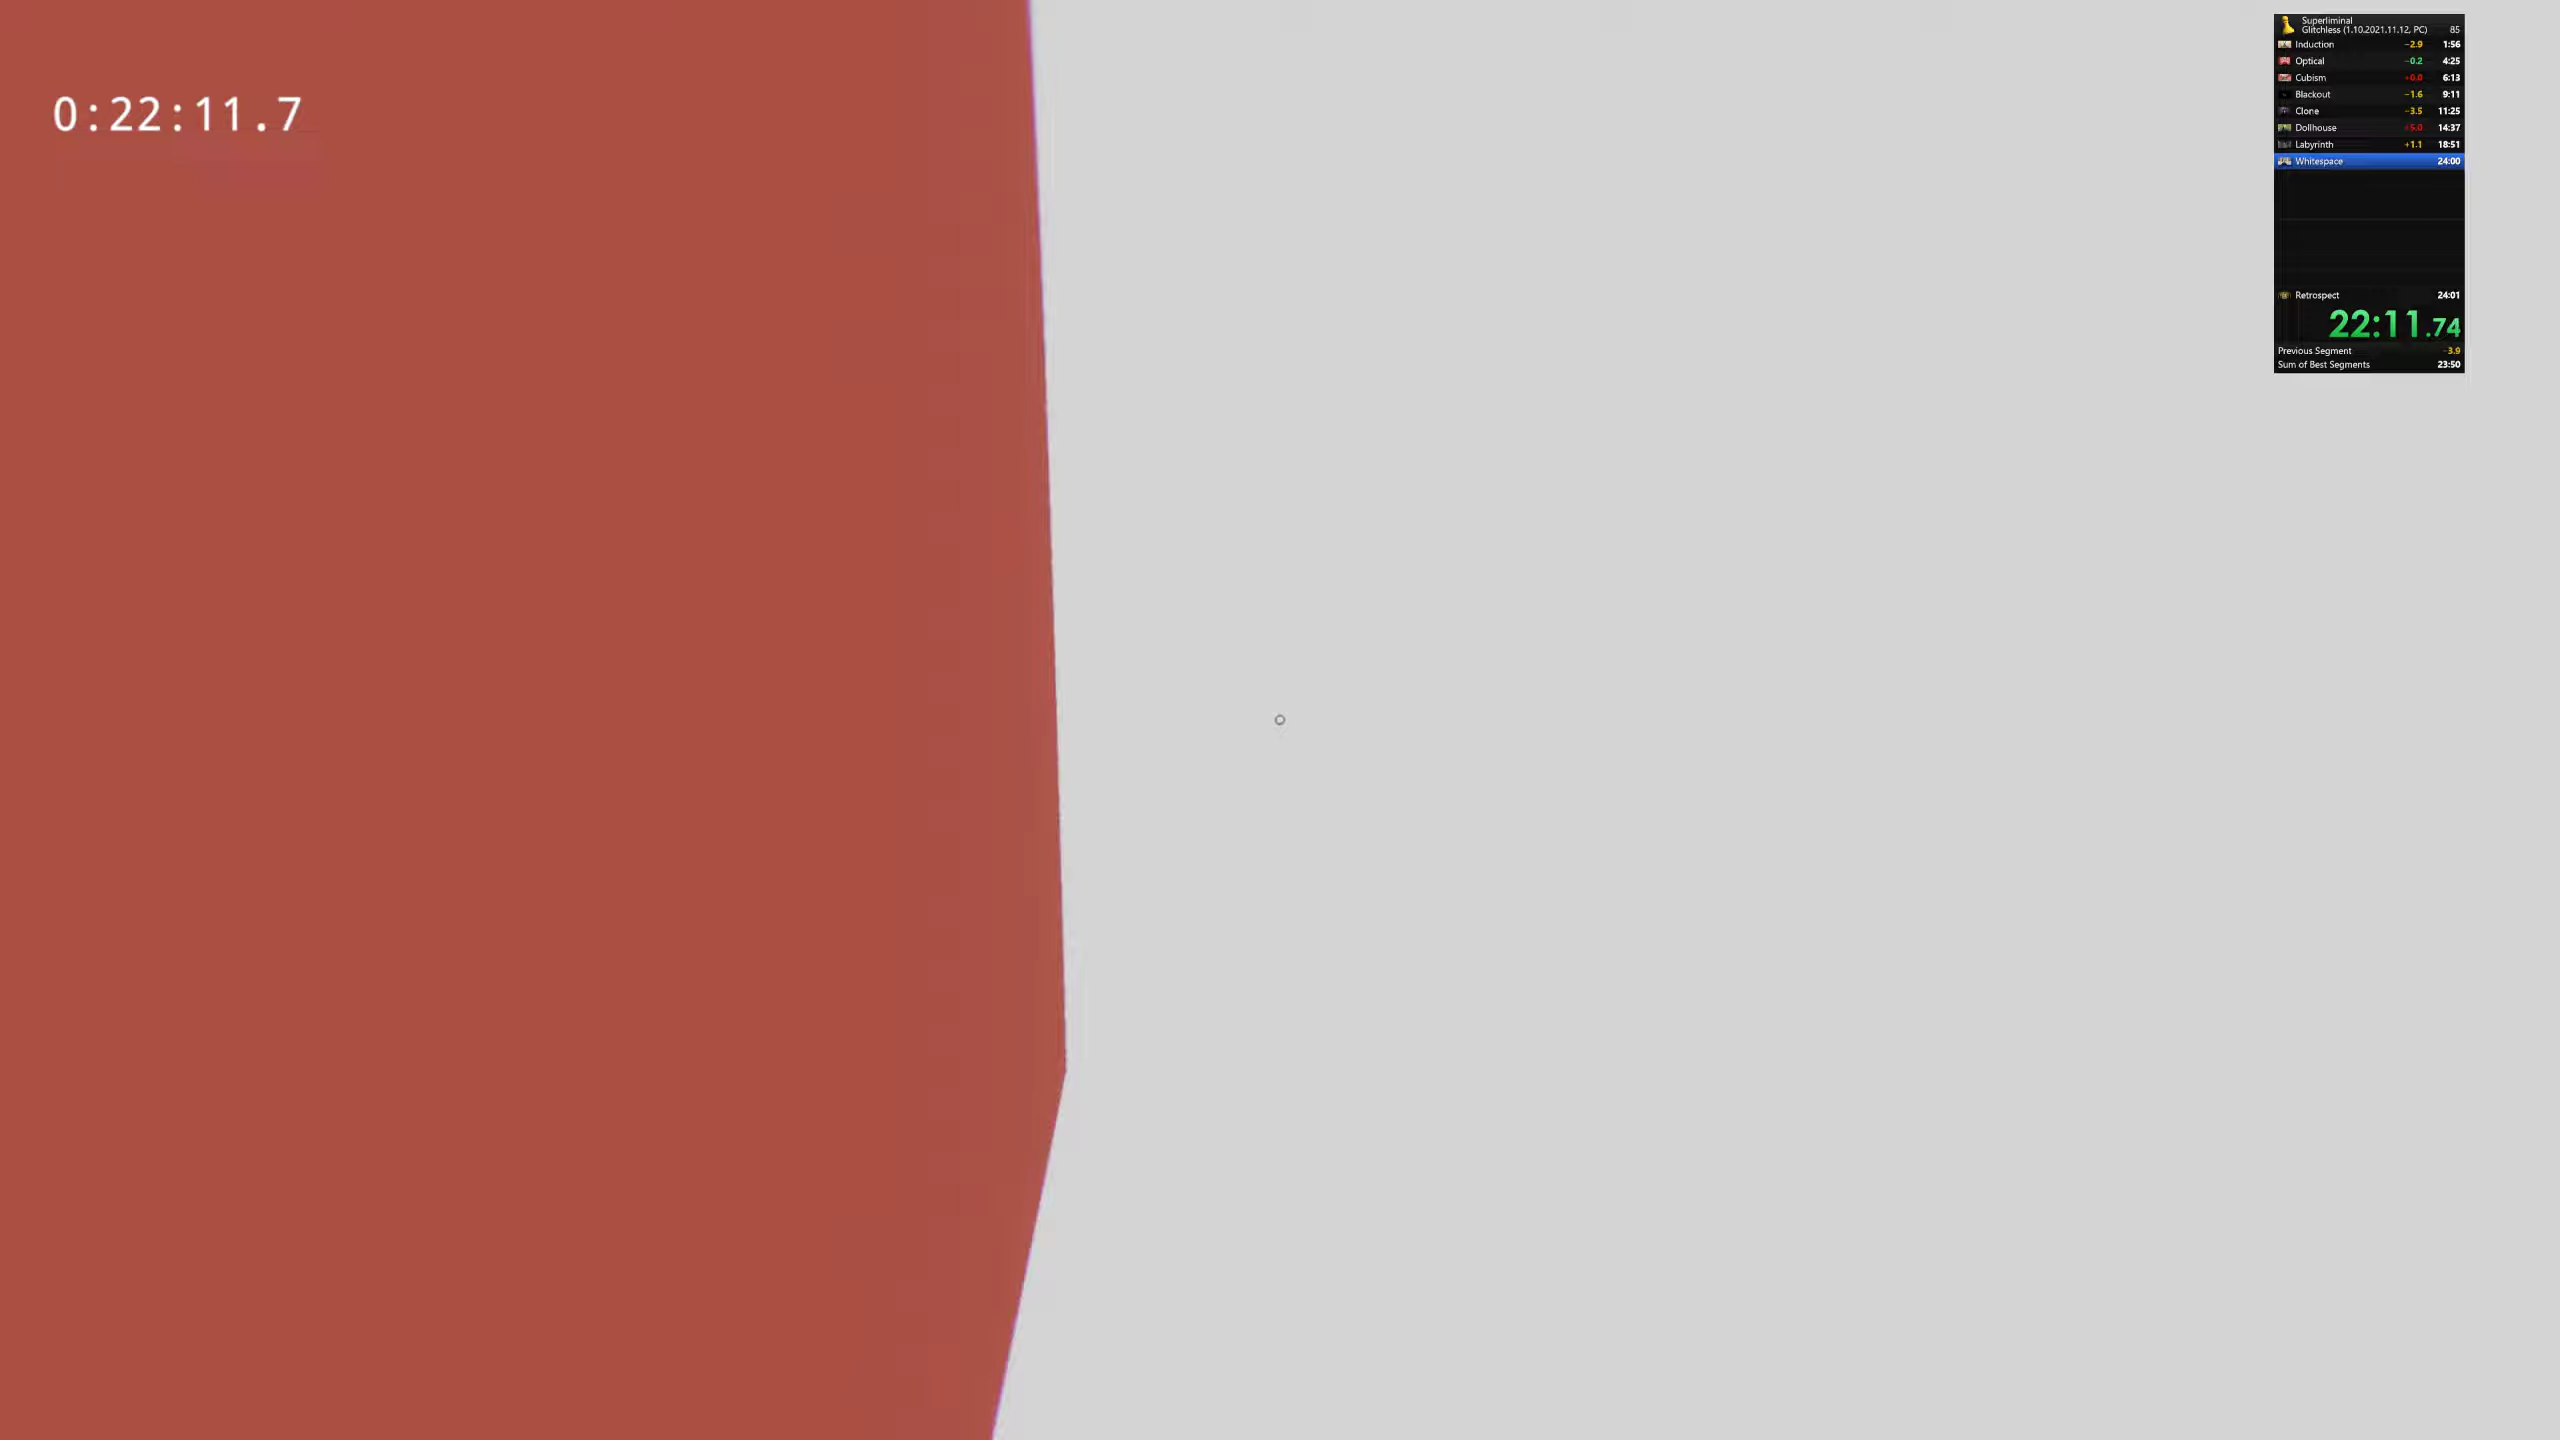 0:22:11.7
Superliminal
Glitchless (1.10.2021.11.12, PC) 85
Induction -2.9 1:56
Optical -0.2 4:25
Cubism +0.0 6:13
Blackout -1.6 9:11
Clone -3.5 11:25
Dollhouse +5.0 14:37
Labyrinth +1.1 18:51
Whitespace 24:00
Retrospect 24:01
22:11.74
Previous Segment -3.9
Sum of Best Segments 23:50